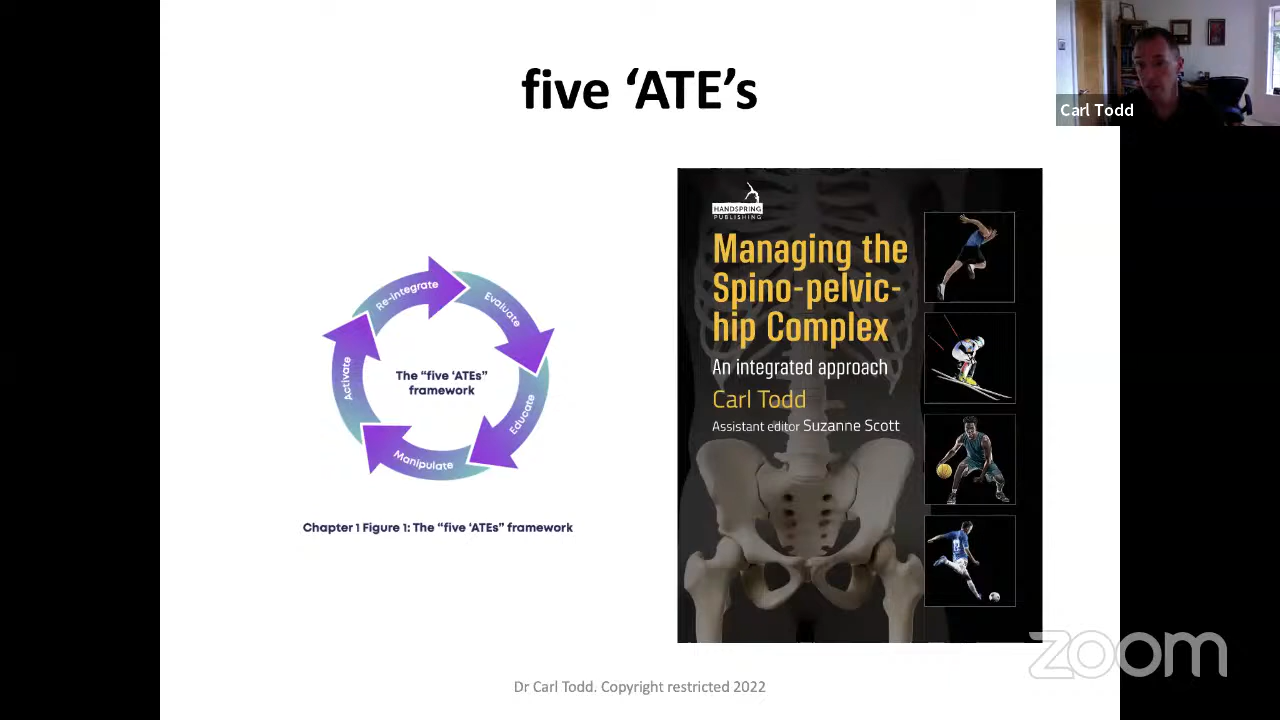 five ‘ATE’s
Carl Todd
Re-integrate
Evaluate
Educate
Manipulate
Activate
The “five ‘ATEs”
framework
Chapter 1 Figure 1: The “five ‘ATEs” framework
HANDSPRING
PUBLISHING
Managing the
Spino-pelvic-
hip Complex
An integrated approach
Carl Todd
Assistant editor Suzanne Scott
Dr Carl Todd. Copyright restricted 2022
zoom